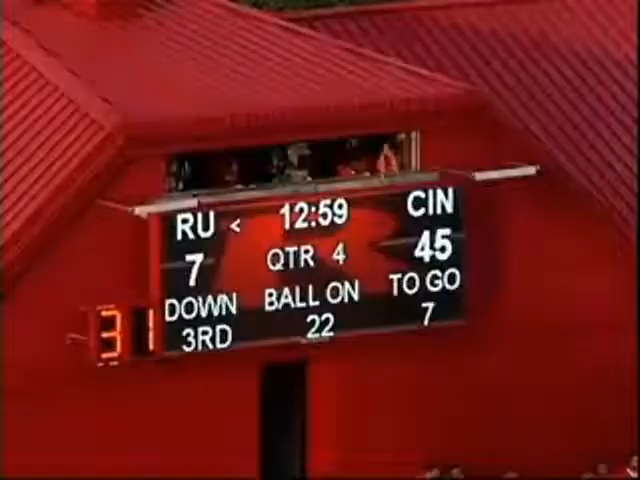 RU < 12:59 CIN
7 QTR 4 45
DOWN BALL ON TO GO
3RD 22 7
31